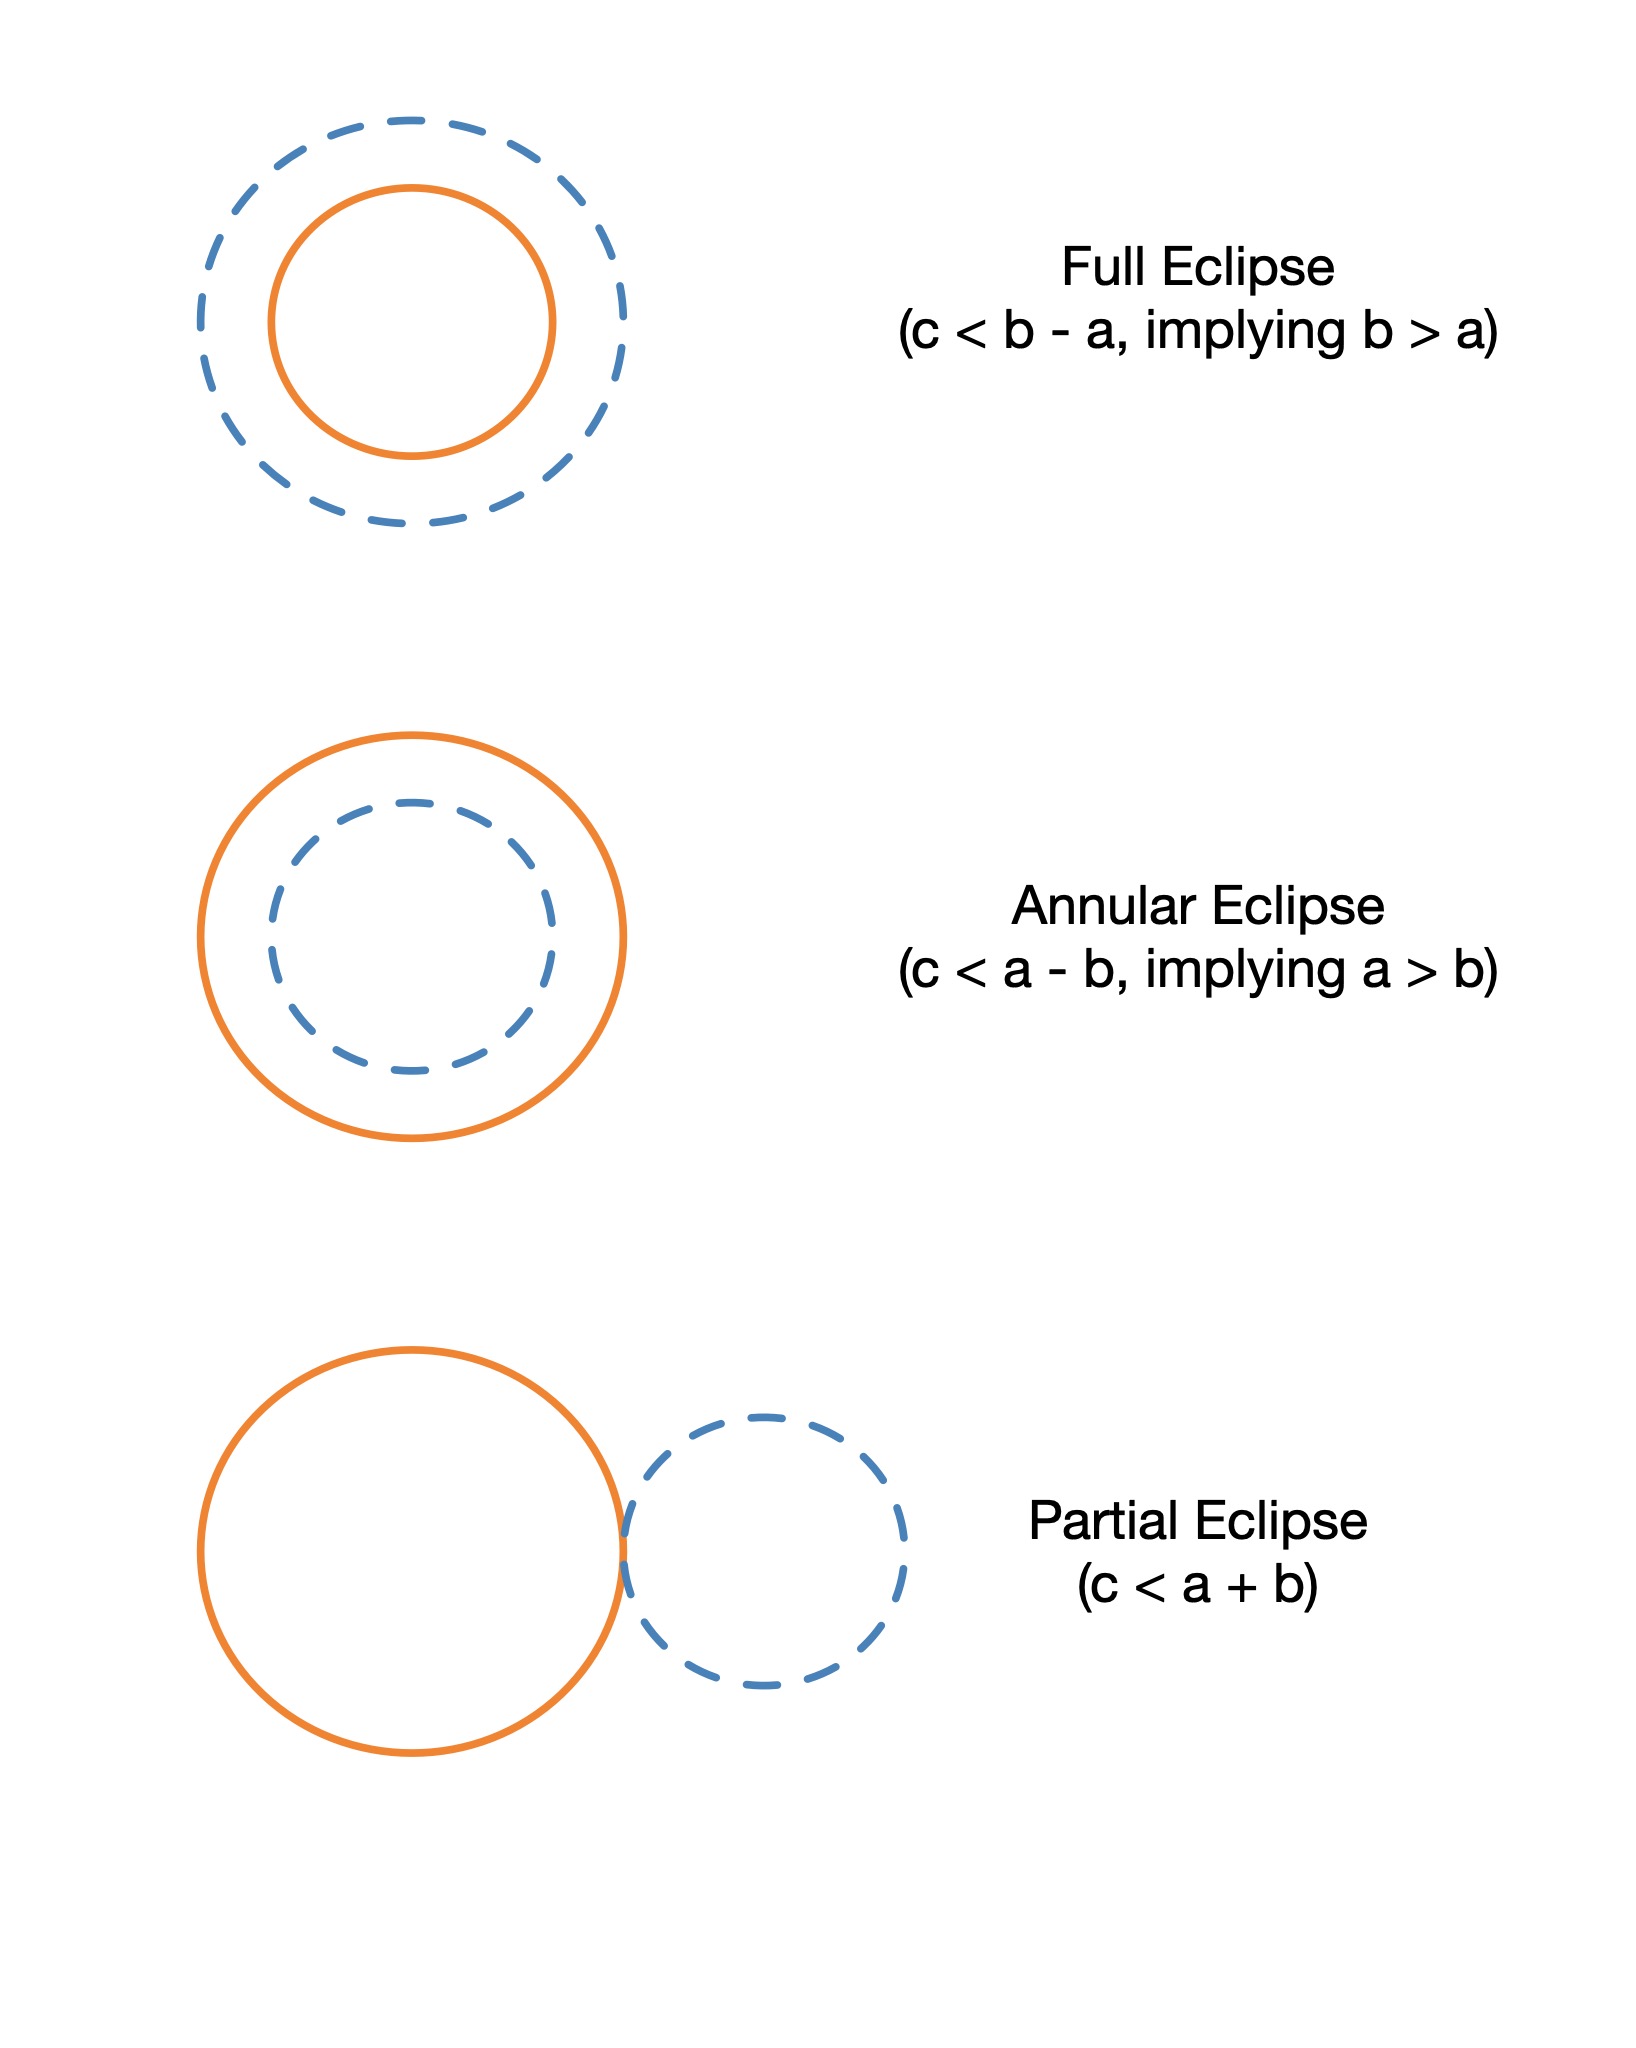 Full Eclipse
(c < b - a, implying b > a)
Annular Eclipse
(c < a - b, implying a > b)
Partial Eclipse
(c < a + b)